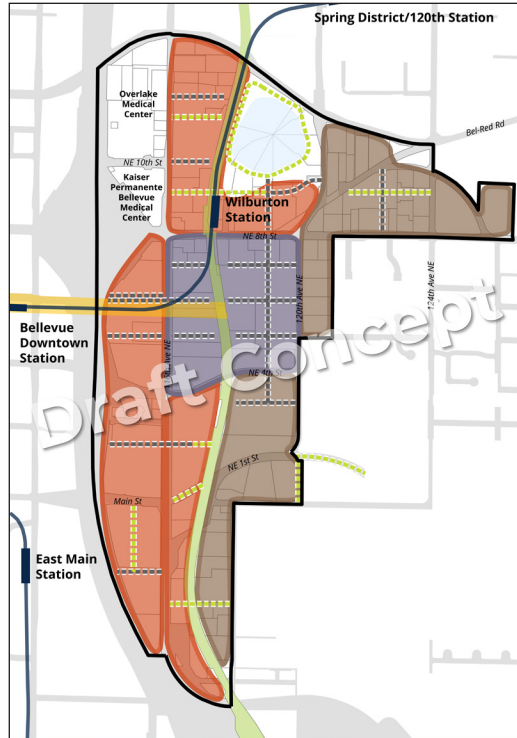 Spring District/120th Station
Overlake
Medical
Center
Bel-Red Rd
NE 10th St
Kaiser
Permanente
Bellevue
Medical
Center
Wilburton
Station
NE 8th St
120th Ave NE
124th Ave NE
Bellevue
Downtown
Station
Ave NE
NE 4th St
Draft Concept
NE 1st St
Main St
East Main
Station